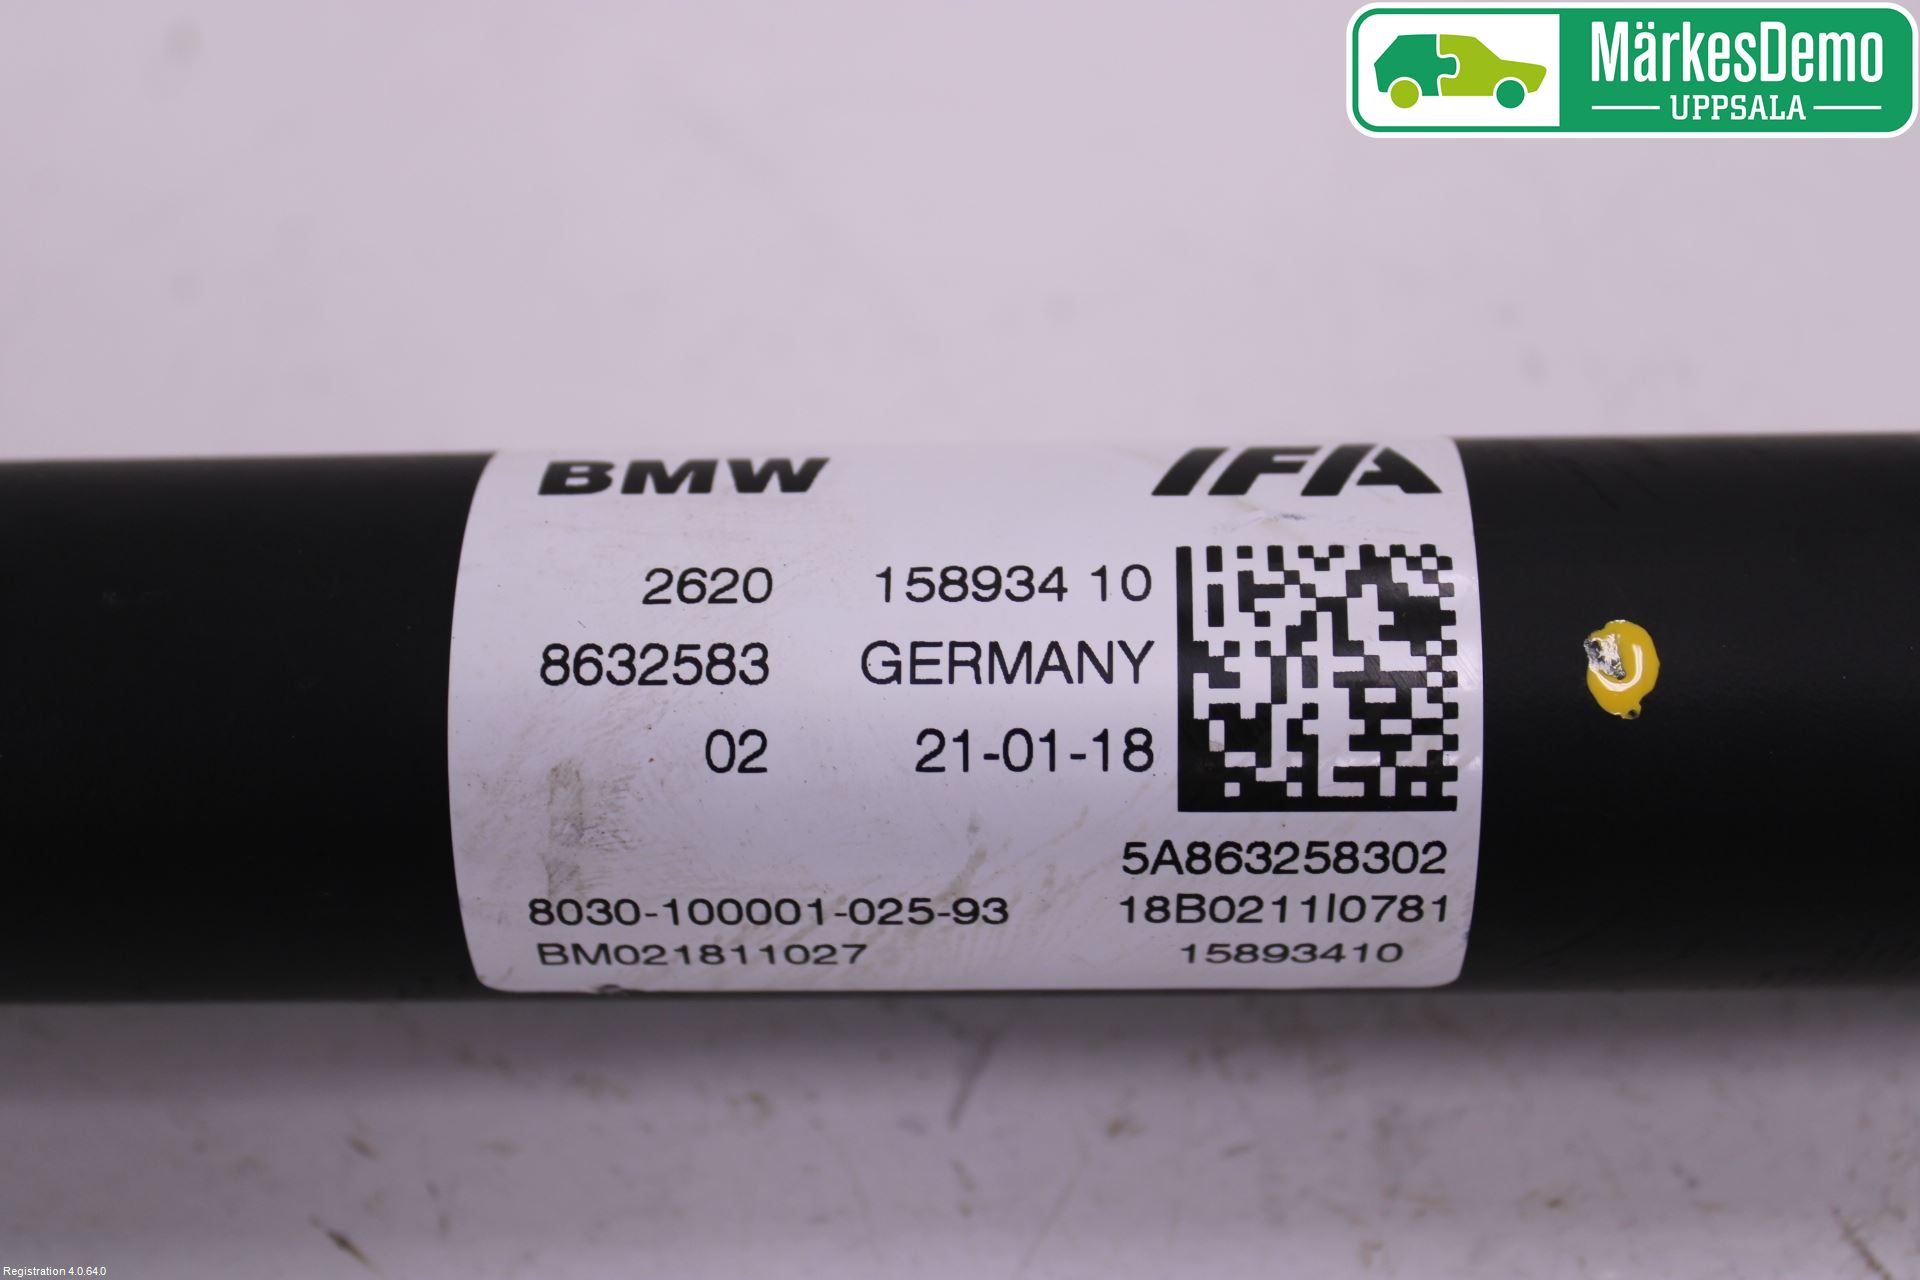 MärkesDemo
UPPSALA
BMW IFA
2620 158934 10
8632583 GERMANY
02 21-01-18
5A863258302
8030-100001-025-93 18B0211I0781
BM021811027 15893410
Registration 4.0.64.0